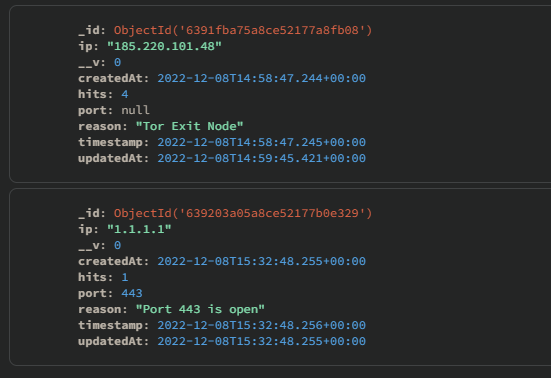 _id: ObjectId('6391fba75a8ce52177a8fb08')
ip: "185.220.101.48"
__v: 0
createdAt: 2022-12-08T14:58:47.244+00:00
hits: 4
port: null
reason: "Tor Exit Node"
timestamp: 2022-12-08T14:58:47.245+00:00
updatedAt: 2022-12-08T14:59:45.421+00:00
_id: ObjectId('639203a05a8ce52177b0e329')
ip: "1.1.1.1"
__v: 0
createdAt: 2022-12-08T15:32:48.255+00:00
hits: 1
port: 443
reason: "Port 443 is open"
timestamp: 2022-12-08T15:32:48.256+00:00
updatedAt: 2022-12-08T15:32:48.255+00:00